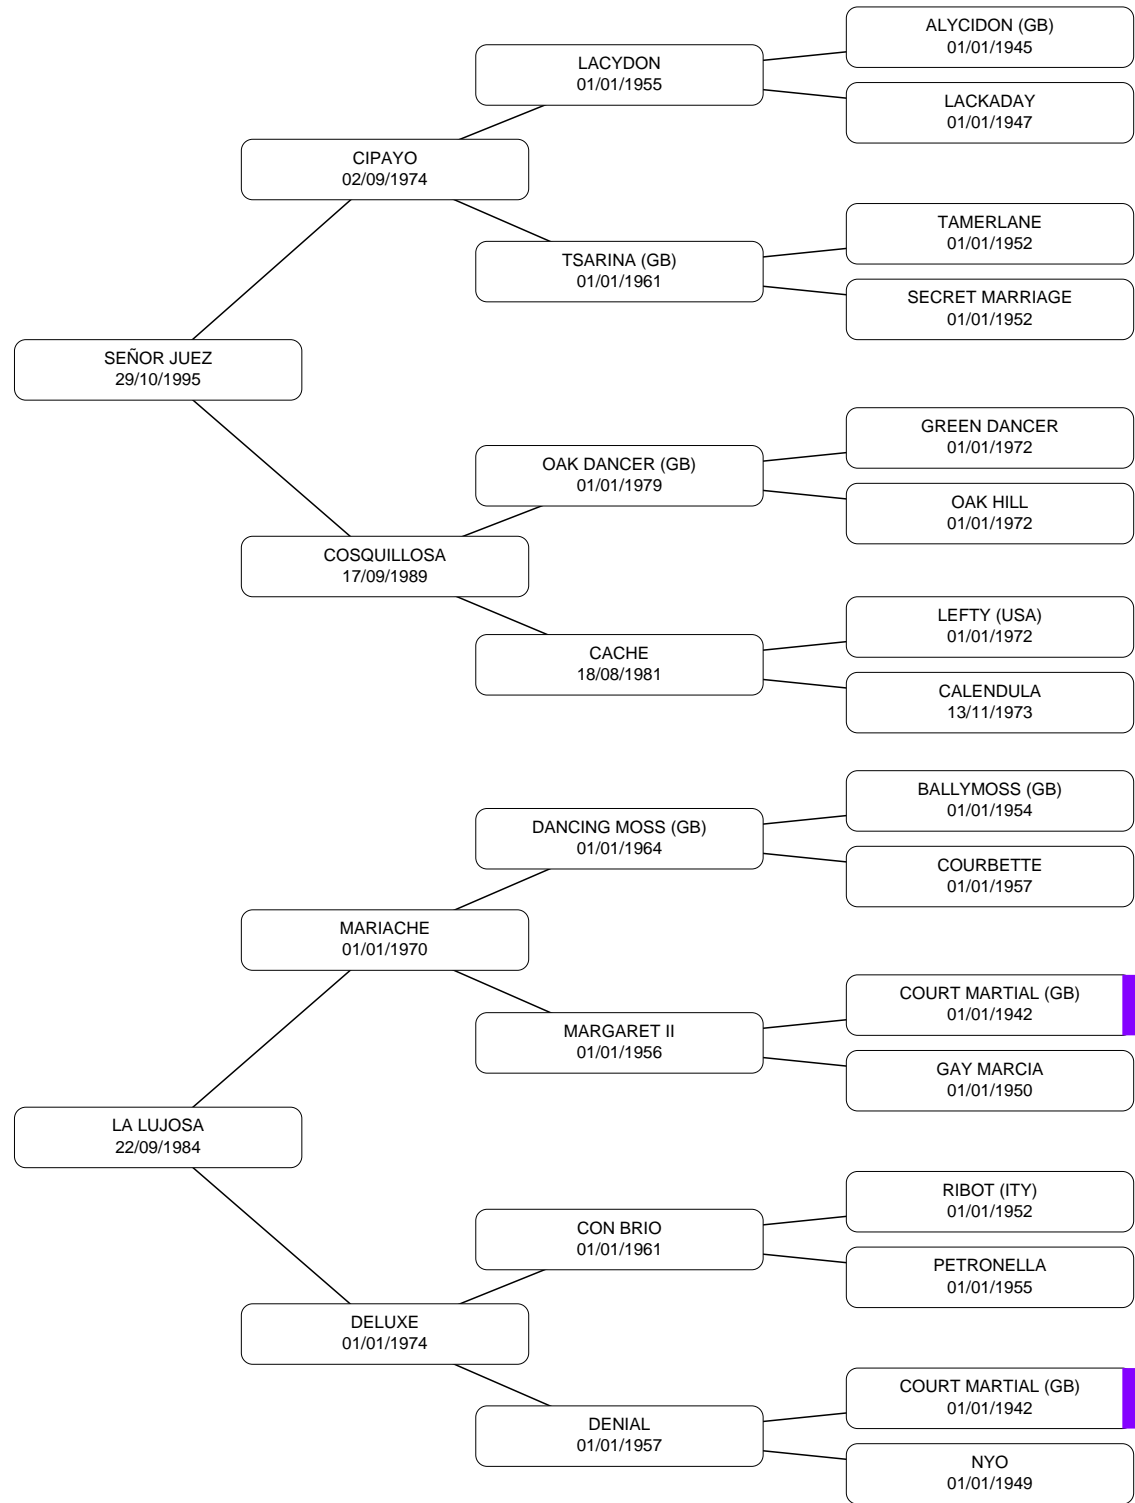 ALYCIDON (GB)
01/01/1945
LACYDON
01/01/1955
LACKADAY
01/01/1947
CIPAYO
02/09/1974
TAMERLANE
01/01/1952
TSARINA (GB)
01/01/1961
SECRET MARRIAGE
01/01/1952
SEÑOR JUEZ
29/10/1995
GREEN DANCER
01/01/1972
OAK DANCER (GB)
01/01/1979
OAK HILL
01/01/1972
COSQUILLOSA
17/09/1989
LEFTY (USA)
01/01/1972
CACHE
18/08/1981
CALENDULA
13/11/1973
BALLYMOSS (GB)
01/01/1954
DANCING MOSS (GB)
01/01/1964
COURBETTE
01/01/1957
MARIACHE
01/01/1970
COURT MARTIAL (GB)
01/01/1942
MARGARET II
01/01/1956
GAY MARCIA
01/01/1950
LA LUJOSA
22/09/1984
RIBOT (ITY)
01/01/1952
CON BRIO
01/01/1961
PETRONELLA
01/01/1955
DELUXE
01/01/1974
COURT MARTIAL (GB)
01/01/1942
DENIAL
01/01/1957
NYO
01/01/1949